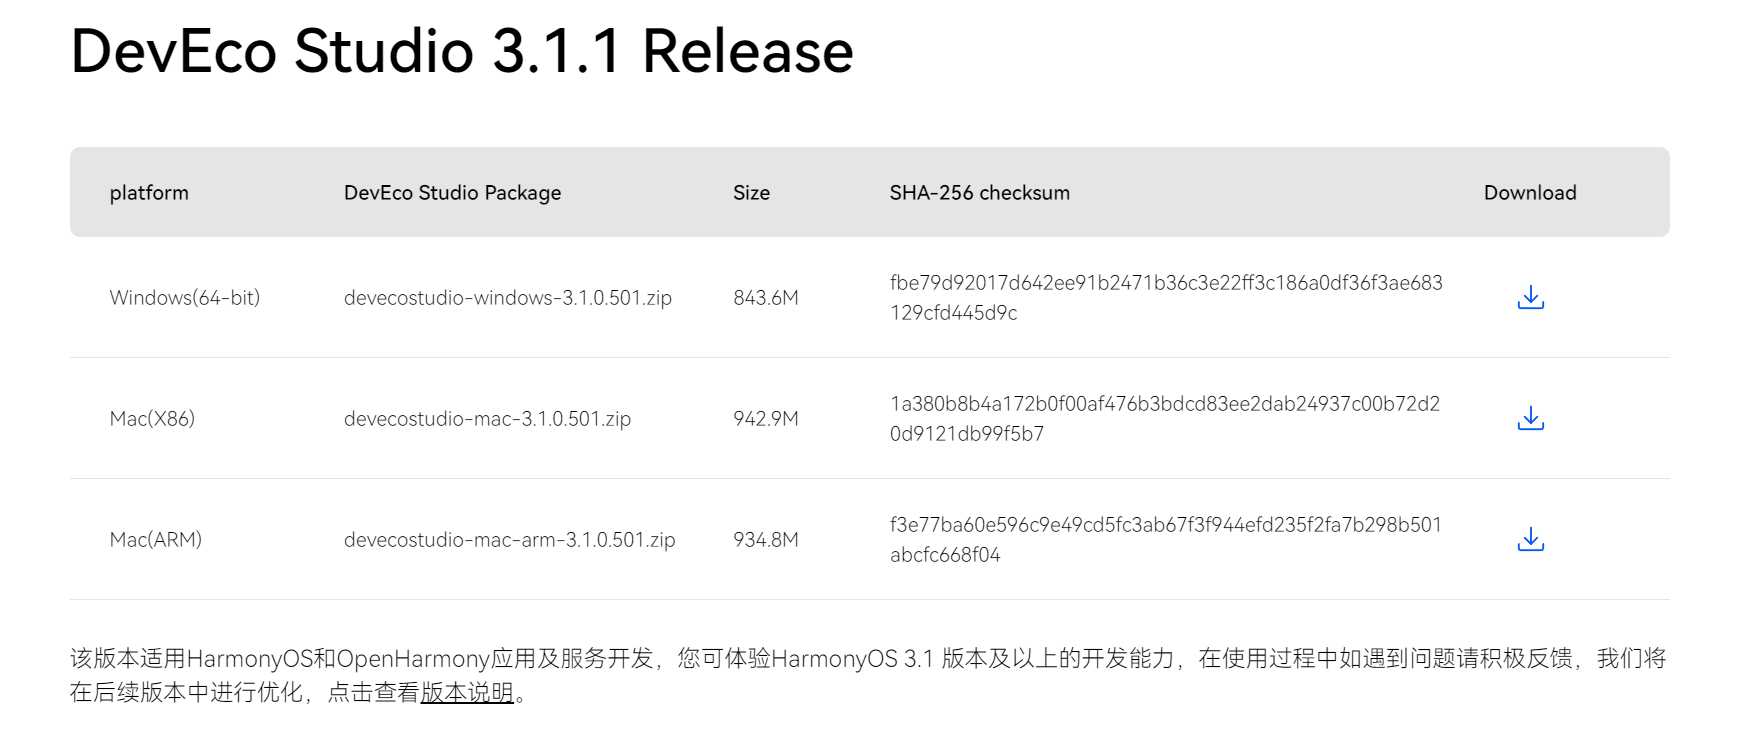 DevEco Studio 3.1.1 Release
platform DevEco Studio Package Size SHA-256 checksum Download
Windows(64-bit) devecostudio-windows-3.1.0.501.zip 843.6M fbe79d92017d642ee91b2471b36c3e22ff3c186a0df36f3ae683
129cfd445d9c
Mac(X86) devecostudio-mac-3.1.0.501.zip 942.9M 1a380b8b4a172b0f00af476b3bdcd83ee2dab24937c00b72d2
0d9121db99f5b7
Mac(ARM) devecostudio-mac-arm-3.1.0.501.zip 934.8M f3e77ba60e596c9e49cd5fc3ab67f3f944efd235f2fa7b298b501
abcfc668f04
该版本适用HarmonyOS和OpenHarmony应用及服务开发，您可体验HarmonyOS 3.1 版本及以上的开发能力，在使用过程中如遇到问题请积极反馈，我们将
在后续版本中进行优化，点击查看版本说明。